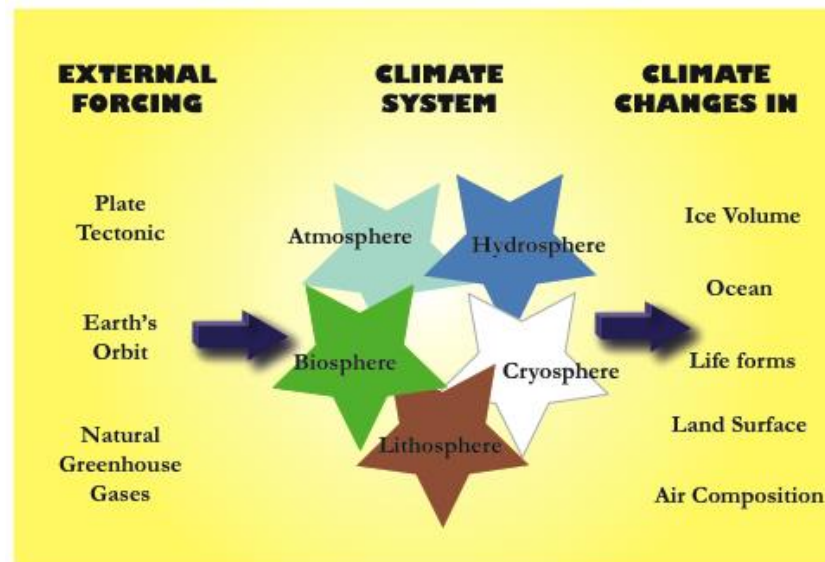 EXTERNAL
FORCING
CLIMATE
SYSTEM
CLIMATE
CHANGES IN
Plate
Tectonic
Earth's
Orbit
Natural
Greenhouse
Gases
Atmosphere
Hydrosphere
Biosphere
Cryosphere
Lithosphere
Ice Volume
Ocean
Life forms
Land Surface
Air Composition